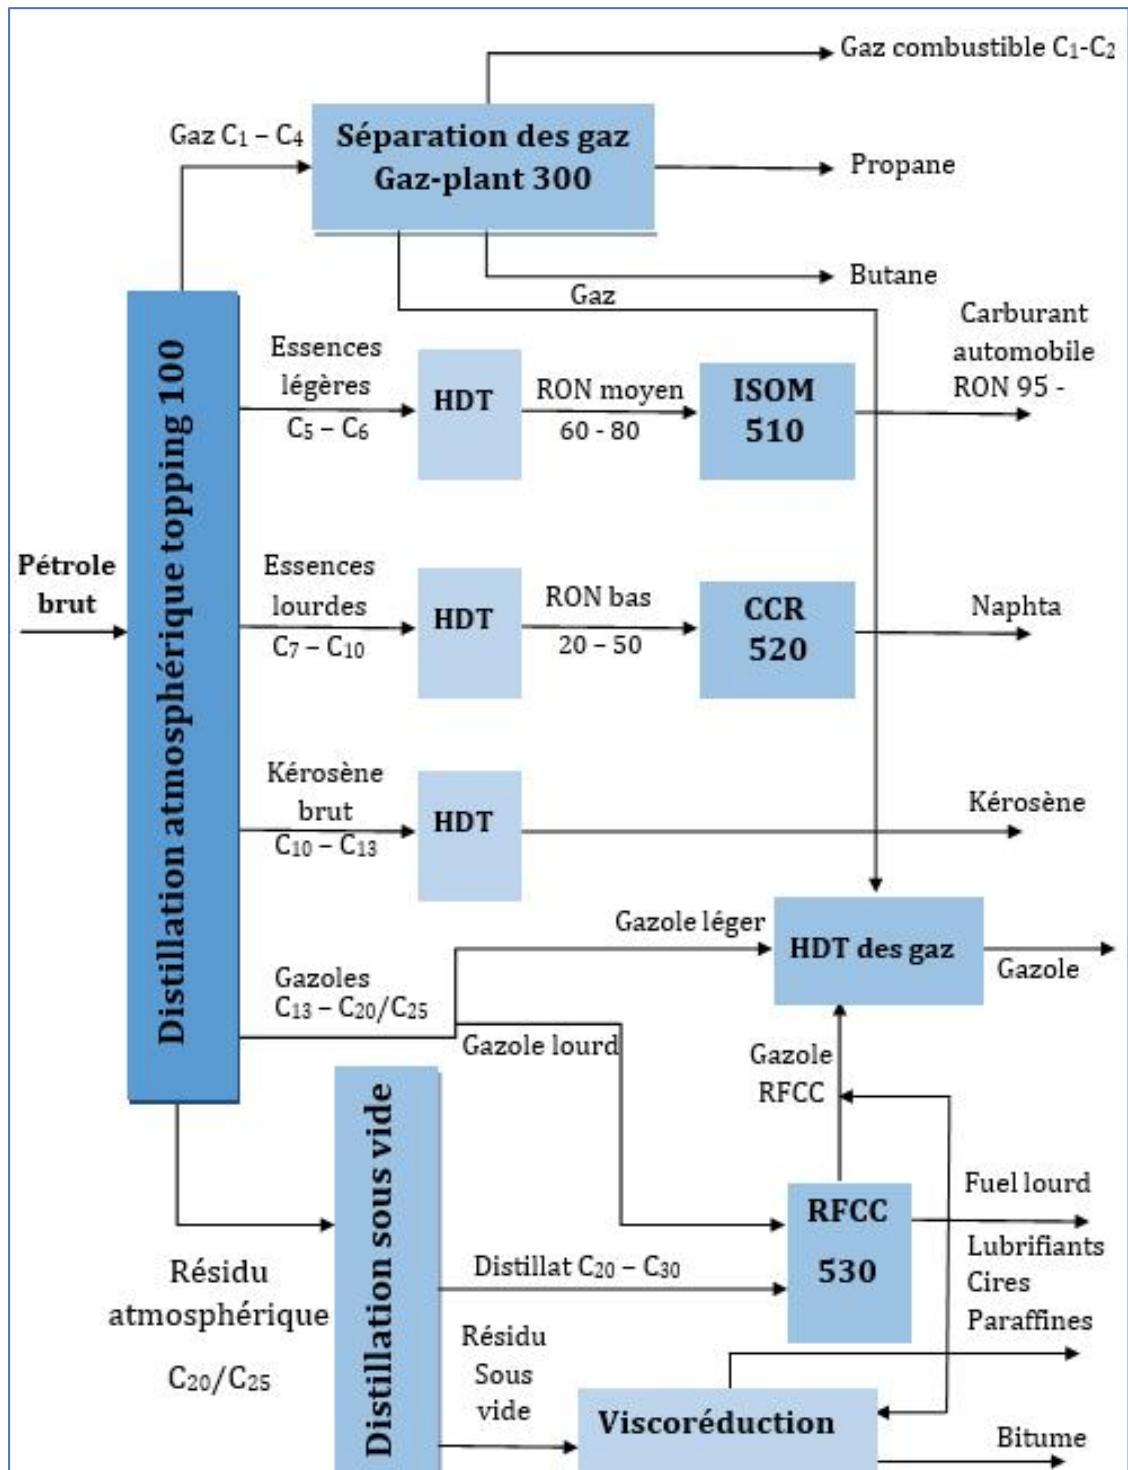 Gaz combustible C₁-C₂
Gaz C₁ – C₄
Séparation des gaz
Gaz-plant 300
Propane
Butane
Gaz
Distillation atmosphérique topping 100
Essences
légères
C₅ – C₆
HDT
RON moyen
60 - 80
ISOM
510
Carburant
automobile
RON 95 -
Pétrole
brut
Essences
lourdes
C₇ – C₁₀
HDT
RON bas
20 – 50
CCR
520
Naphta
Kérosène
brut
C₁₀ – C₁₃
HDT
Kérosène
Gazole léger
HDT des gaz
Gazole
Gazoles
C₁₃ – C₂₀/C₂₅
Gazole lourd
Gazole
RFCC
Distillation sous vide
RFCC
530
Fuel lourd
Résidu
atmosphérique
C₂₀/C₂₅
Distillat C₂₀ – C₃₀
Lubrifiants
Cires
Paraffines
Résidu
Sous
vide
Viscoréduction
Bitume